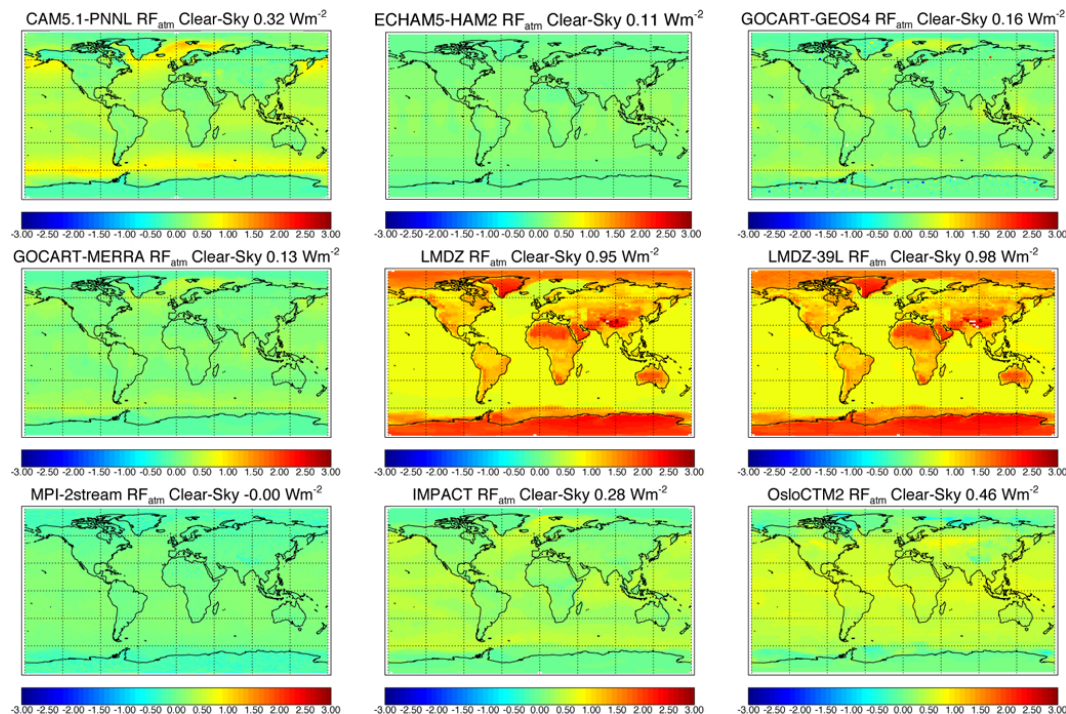 CAM5.1-PNNL RFatm Clear-Sky 0.32 Wm-2
ECHAM5-HAM2 RFatm Clear-Sky 0.11 Wm-2
GOCART-GEOS4 RFatm Clear-Sky 0.16 Wm-2
-3.00 -2.50 -2.00 -1.50 -1.00 -0.50 0.00 0.50 1.00 1.50 2.00 2.50 3.00
-3.00 -2.50 -2.00 -1.50 -1.00 -0.50 0.00 0.50 1.00 1.50 2.00 2.50 3.00
-3.00 -2.50 -2.00 -1.50 -1.00 -0.50 0.00 0.50 1.00 1.50 2.00 2.50 3.00
GOCART-MERRA RFatm Clear-Sky 0.13 Wm-2
LMDZ RFatm Clear-Sky 0.95 Wm-2
LMDZ-39L RFatm Clear-Sky 0.98 Wm-2
-3.00 -2.50 -2.00 -1.50 -1.00 -0.50 0.00 0.50 1.00 1.50 2.00 2.50 3.00
-3.00 -2.50 -2.00 -1.50 -1.00 -0.50 0.00 0.50 1.00 1.50 2.00 2.50 3.00
-3.00 -2.50 -2.00 -1.50 -1.00 -0.50 0.00 0.50 1.00 1.50 2.00 2.50 3.00
MPI-2stream RFatm Clear-Sky -0.00 Wm-2
IMPACT RFatm Clear-Sky 0.28 Wm-2
OsloCTM2 RFatm Clear-Sky 0.46 Wm-2
-3.00 -2.50 -2.00 -1.50 -1.00 -0.50 0.00 0.50 1.00 1.50 2.00 2.50 3.00
-3.00 -2.50 -2.00 -1.50 -1.00 -0.50 0.00 0.50 1.00 1.50 2.00 2.50 3.00
-3.00 -2.50 -2.00 -1.50 -1.00 -0.50 0.00 0.50 1.00 1.50 2.00 2.50 3.00